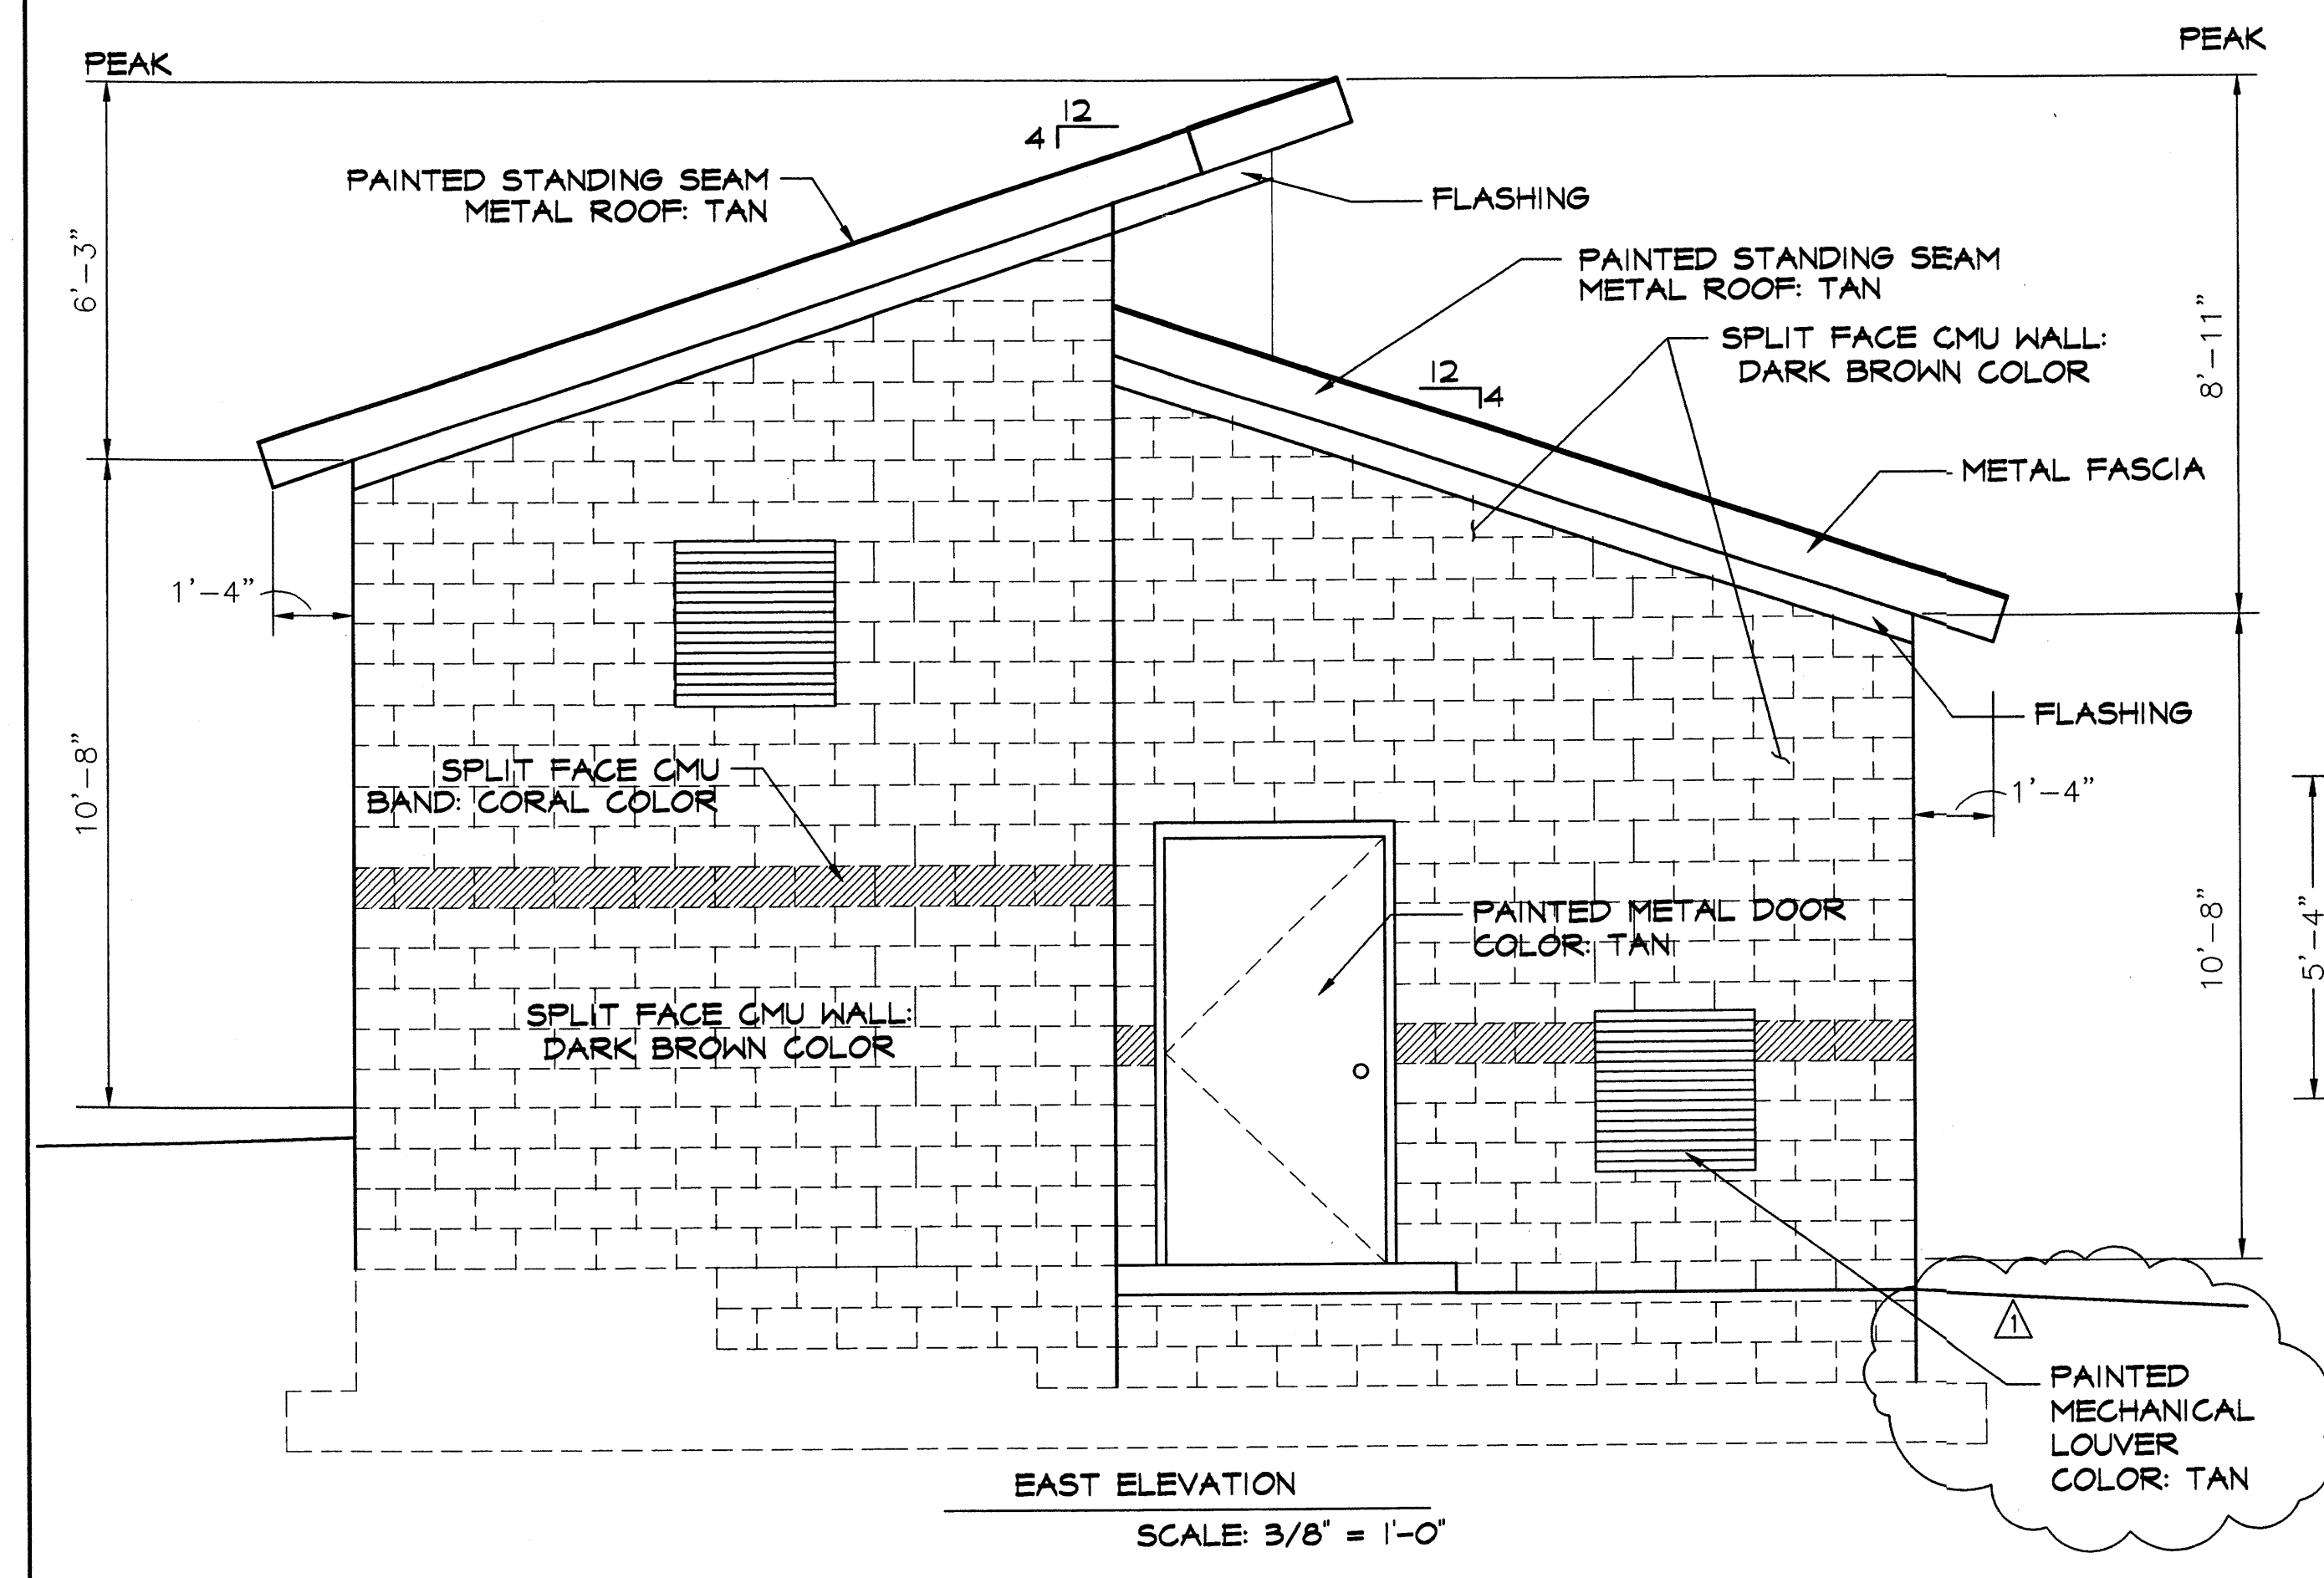 PEAK
PEAK
12
4
PAINTED STANDING SEAM
METAL ROOF: TAN
FLASHING
6'-3"
PAINTED STANDING SEAM
METAL ROOF: TAN
SPLIT FACE CMU WALL:
DARK BROWN COLOR
8'-11"
12
4
METAL FASCIA
1'-4"
FLASHING
SPLIT FACE CMU
BAND: CORAL COLOR
10'-8"
1'-4"
PAINTED METAL DOOR
COLOR: TAN
10'-8"
5'-4"
SPLIT FACE CMU WALL:
DARK BROWN COLOR
1
PAINTED
MECHANICAL
LOUVER
COLOR: TAN
EAST ELEVATION
SCALE: 3/8" = 1'-0"